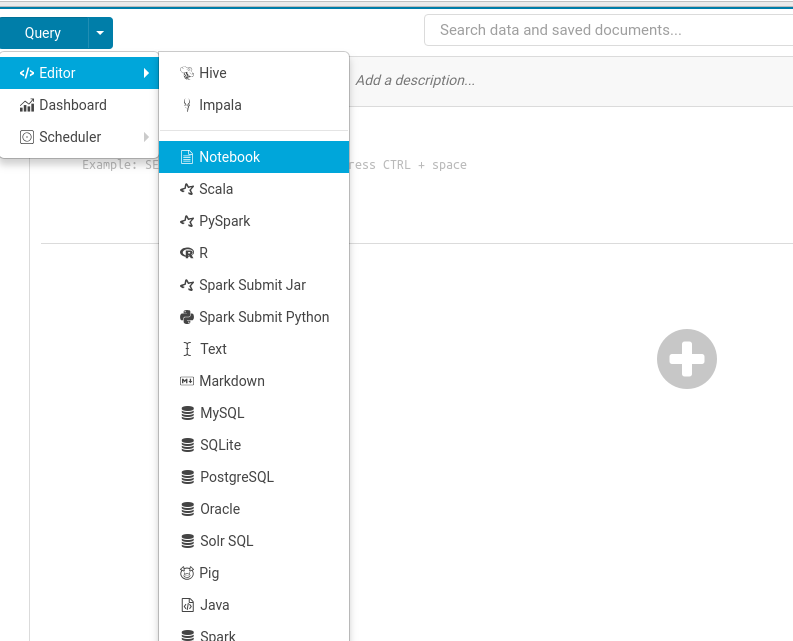 Query
Search data and saved documents...
Editor
Dashboard
Scheduler
Hive
Impala
Notebook
Scala
PySpark
R
Spark Submit Jar
Spark Submit Python
Text
Markdown
MySQL
SQLite
PostgreSQL
Oracle
Solr SQL
Pig
Java
Spark
Add a description...
Example: SE
ress CTRL + space